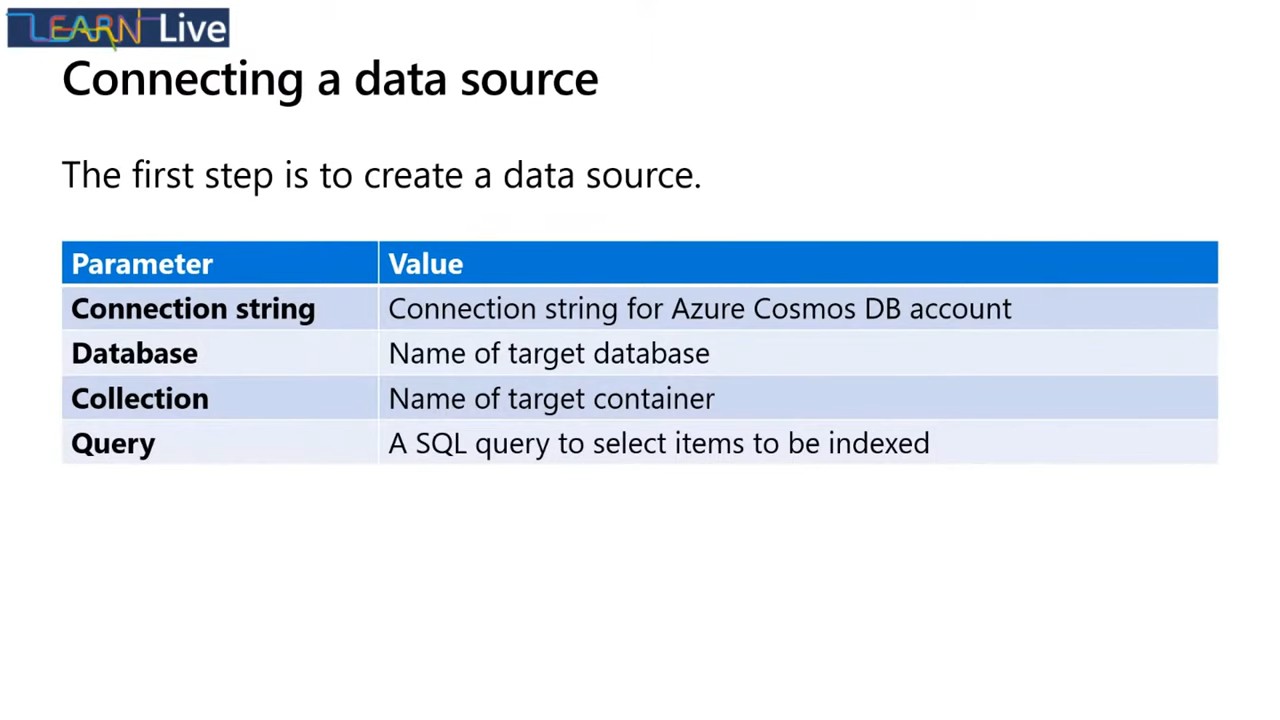 LEARN Live
Connecting a data source
The first step is to create a data source.
Parameter Value
Connection string Connection string for Azure Cosmos DB account
Database Name of target database
Collection Name of target container
Query A SQL query to select items to be indexed